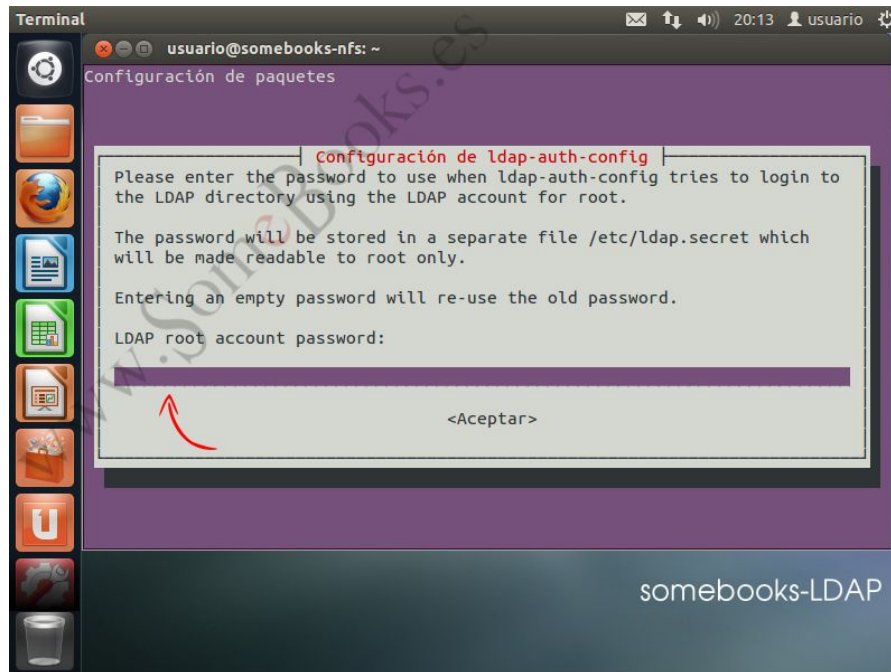 Terminal
20:13 usuario
usuario@somebooks-nfs: ~
Configuración de paquetes
Configuración de ldap-auth-config
Please enter the password to use when ldap-auth-config tries to login to
the LDAP directory using the LDAP account for root.
The password will be stored in a separate file /etc/ldap.secret which
will be made readable to root only.
Entering an empty password will re-use the old password.
LDAP root account password:
<Aceptar>
www.SomeBooks.es
somebooks-LDAP